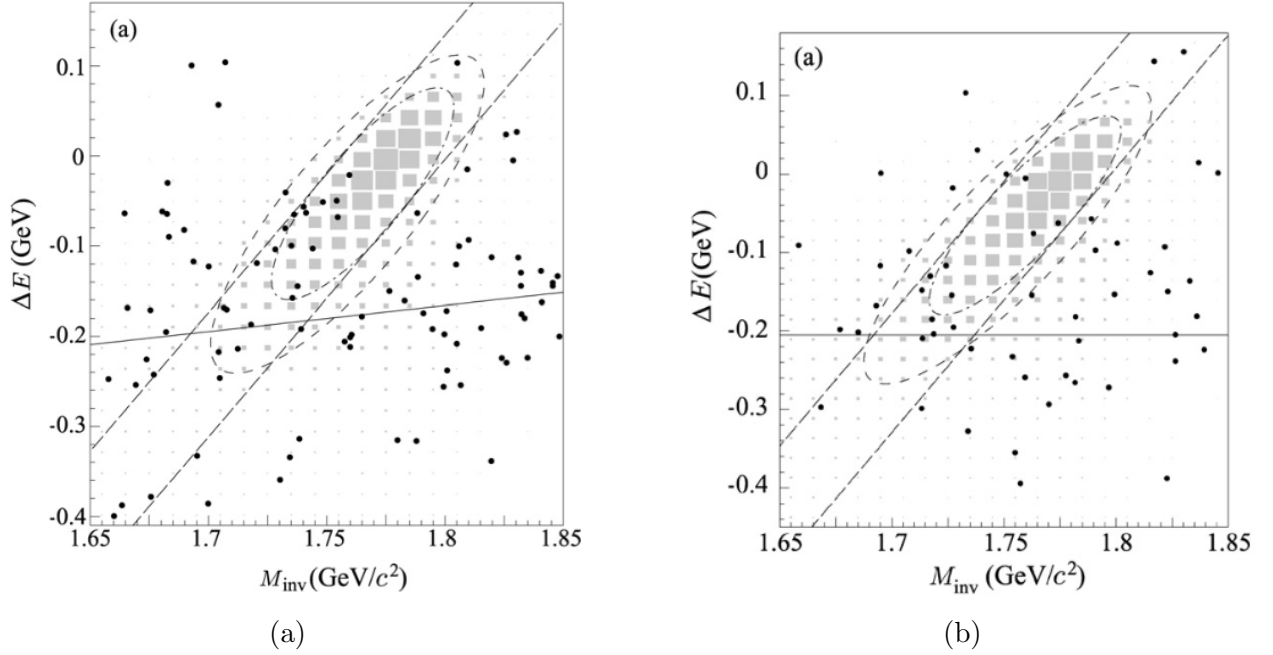 (a)
0.1
0
-0.1
-0.2
-0.3
-0.4
ΔE (GeV)
1.65
1.7
1.75
1.8
1.85
M_inv (GeV/c²)
(a)
(a)
0.1
0
-0.1
-0.2
-0.3
-0.4
ΔE (GeV)
1.65
1.7
1.75
1.8
1.85
M_inv (GeV/c²)
(b)